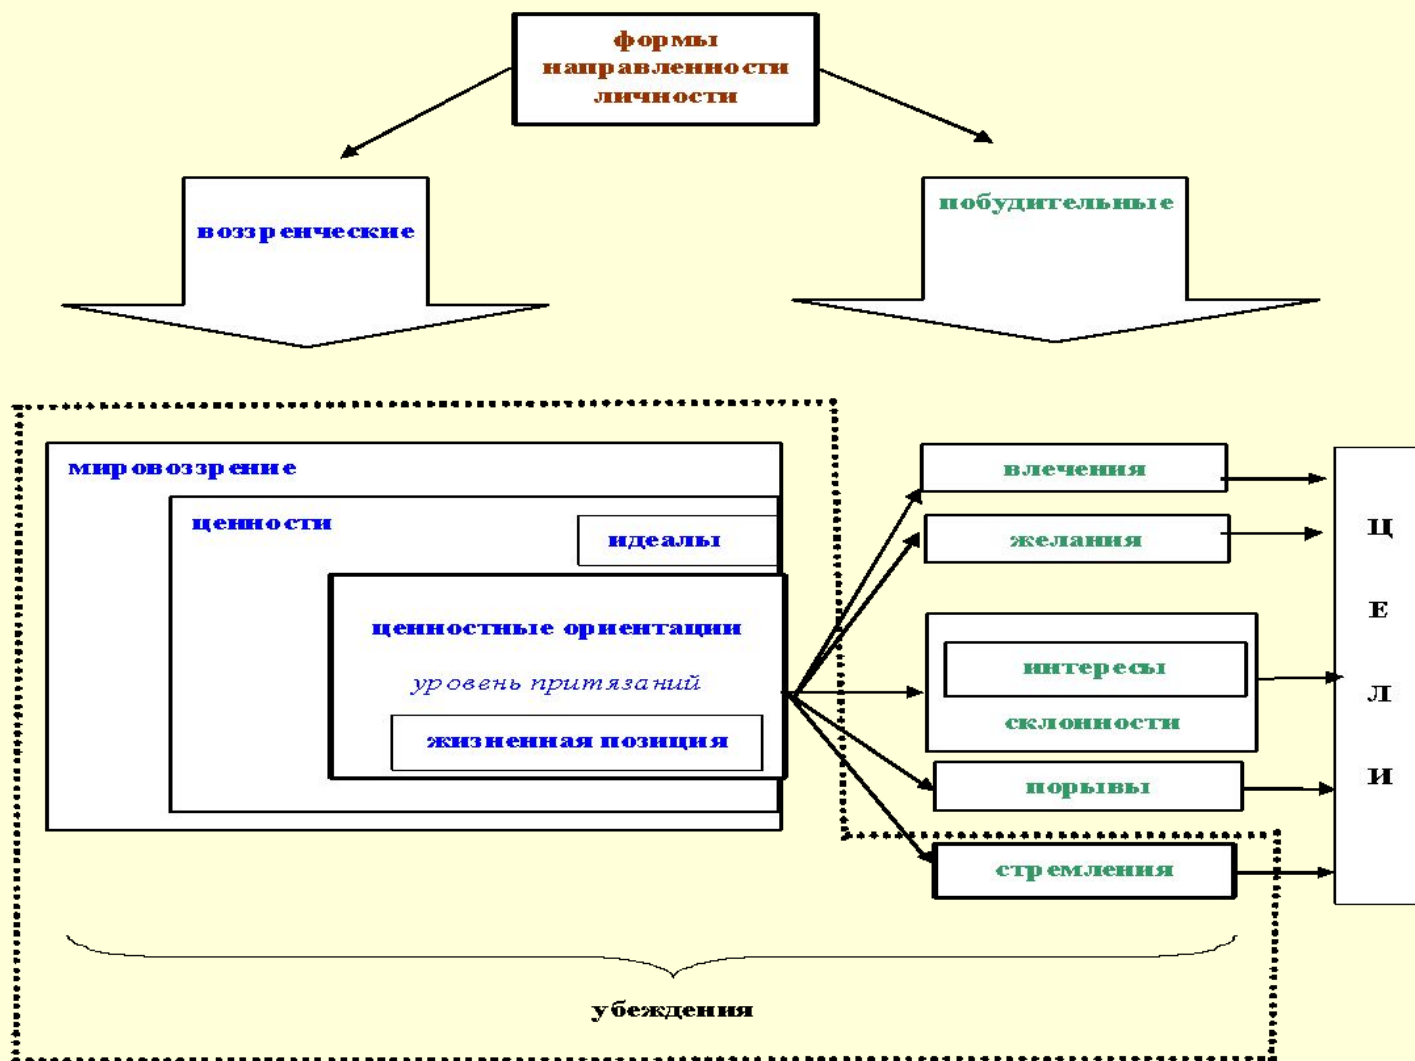 формы
направленности
личности
воззренческие
побудительные
мировоззрение
ценности
идеалы
ценностные ориентации
уровень притязаний
жизненная позиция
влечения
желания
интересы
склонности
порывы
стремления
Ц
Е
Л
И
убеждения